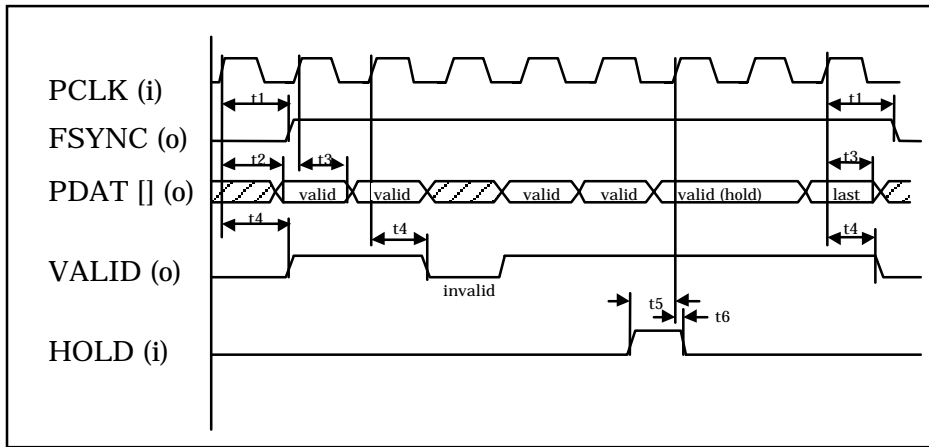 PCLK (i)
t1 t1
FSYNC (o)
t2 t3 t3
PDAT [] (o) valid valid valid valid valid (hold) last
t4 t4 t4
VALID (o)
invalid
t5
t6
HOLD (i)